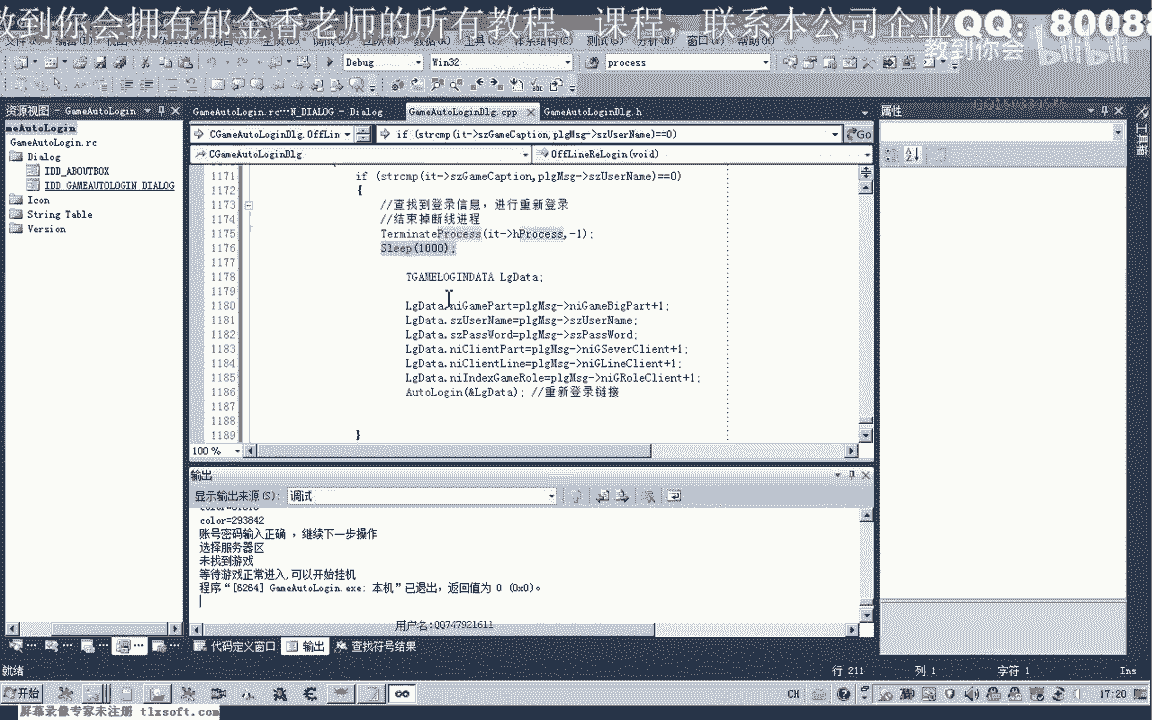 教到你会拥有郁金香老师的所有教程、课程，联系本公司企业QQ：80088
教到你会 bilibili
Debug Win32 process
资源视图 - GameAutoLogin
GameAutoLogin.rc...N_DIALOG - Dialog GameAutoLoginDlg.cpp GameAutoLoginDlg.h
属性
工具箱
meAutoLogin
GameAutoLogin.rc
Dialog
IDD_ABOUTBOX
IDD_GAMEAUTOLOGIN_DIALOG
Icon
String Table
Version
CGameAutoLoginDlg.OffLin if (strcmp(it->szGameCaption,plgMsg->szUserName)==0) Go
CGameAutoLoginDlg OffLineReLogin(void)
1171 if (strcmp(it->szGameCaption,plgMsg->szUserName)==0)
1172 {
1173 //查找到登录信息，进行重新登录
1174 //结束掉断线进程
1175 TerminateProcess(it->hProcess,-1);
1176 Sleep(1000);
1177
1178 TGAMELOGINDATA LgData;
1179
1180 LgData.niGamePart=plgMsg->niGameBigPart+1;
1181 LgData.szUserName=plgMsg->szUserName;
1182 LgData.szPassWord=plgMsg->szPassWord;
1183 LgData.niClientPart=plgMsg->niGSeverClient+1;
1184 LgData.niClientLine=plgMsg->niGLineClient+1;
1185 LgData.niIndexGameRole=plgMsg->niGRoleClient+1;
1186 AutoLogin(&LgData); //重新登录链接
1187
1188
1189 }
100 %
输出
显示输出来源(S): 调试
color=293842
账号密码输入正确 ，继续下一步操作
选择服务器区
未找到游戏
等待游戏正常进入,可以开始挂机
程序“[6264] GameAutoLogin.exe: 本机”已退出，返回值为 0 (0x0)。
用户名:QQ747921611
代码定义窗口 输出 查找符号结果
就绪 行 211 列 1 字符 1 Ins
开始 CH 17:20
屏幕录像专家未注册 tlxsoft.com